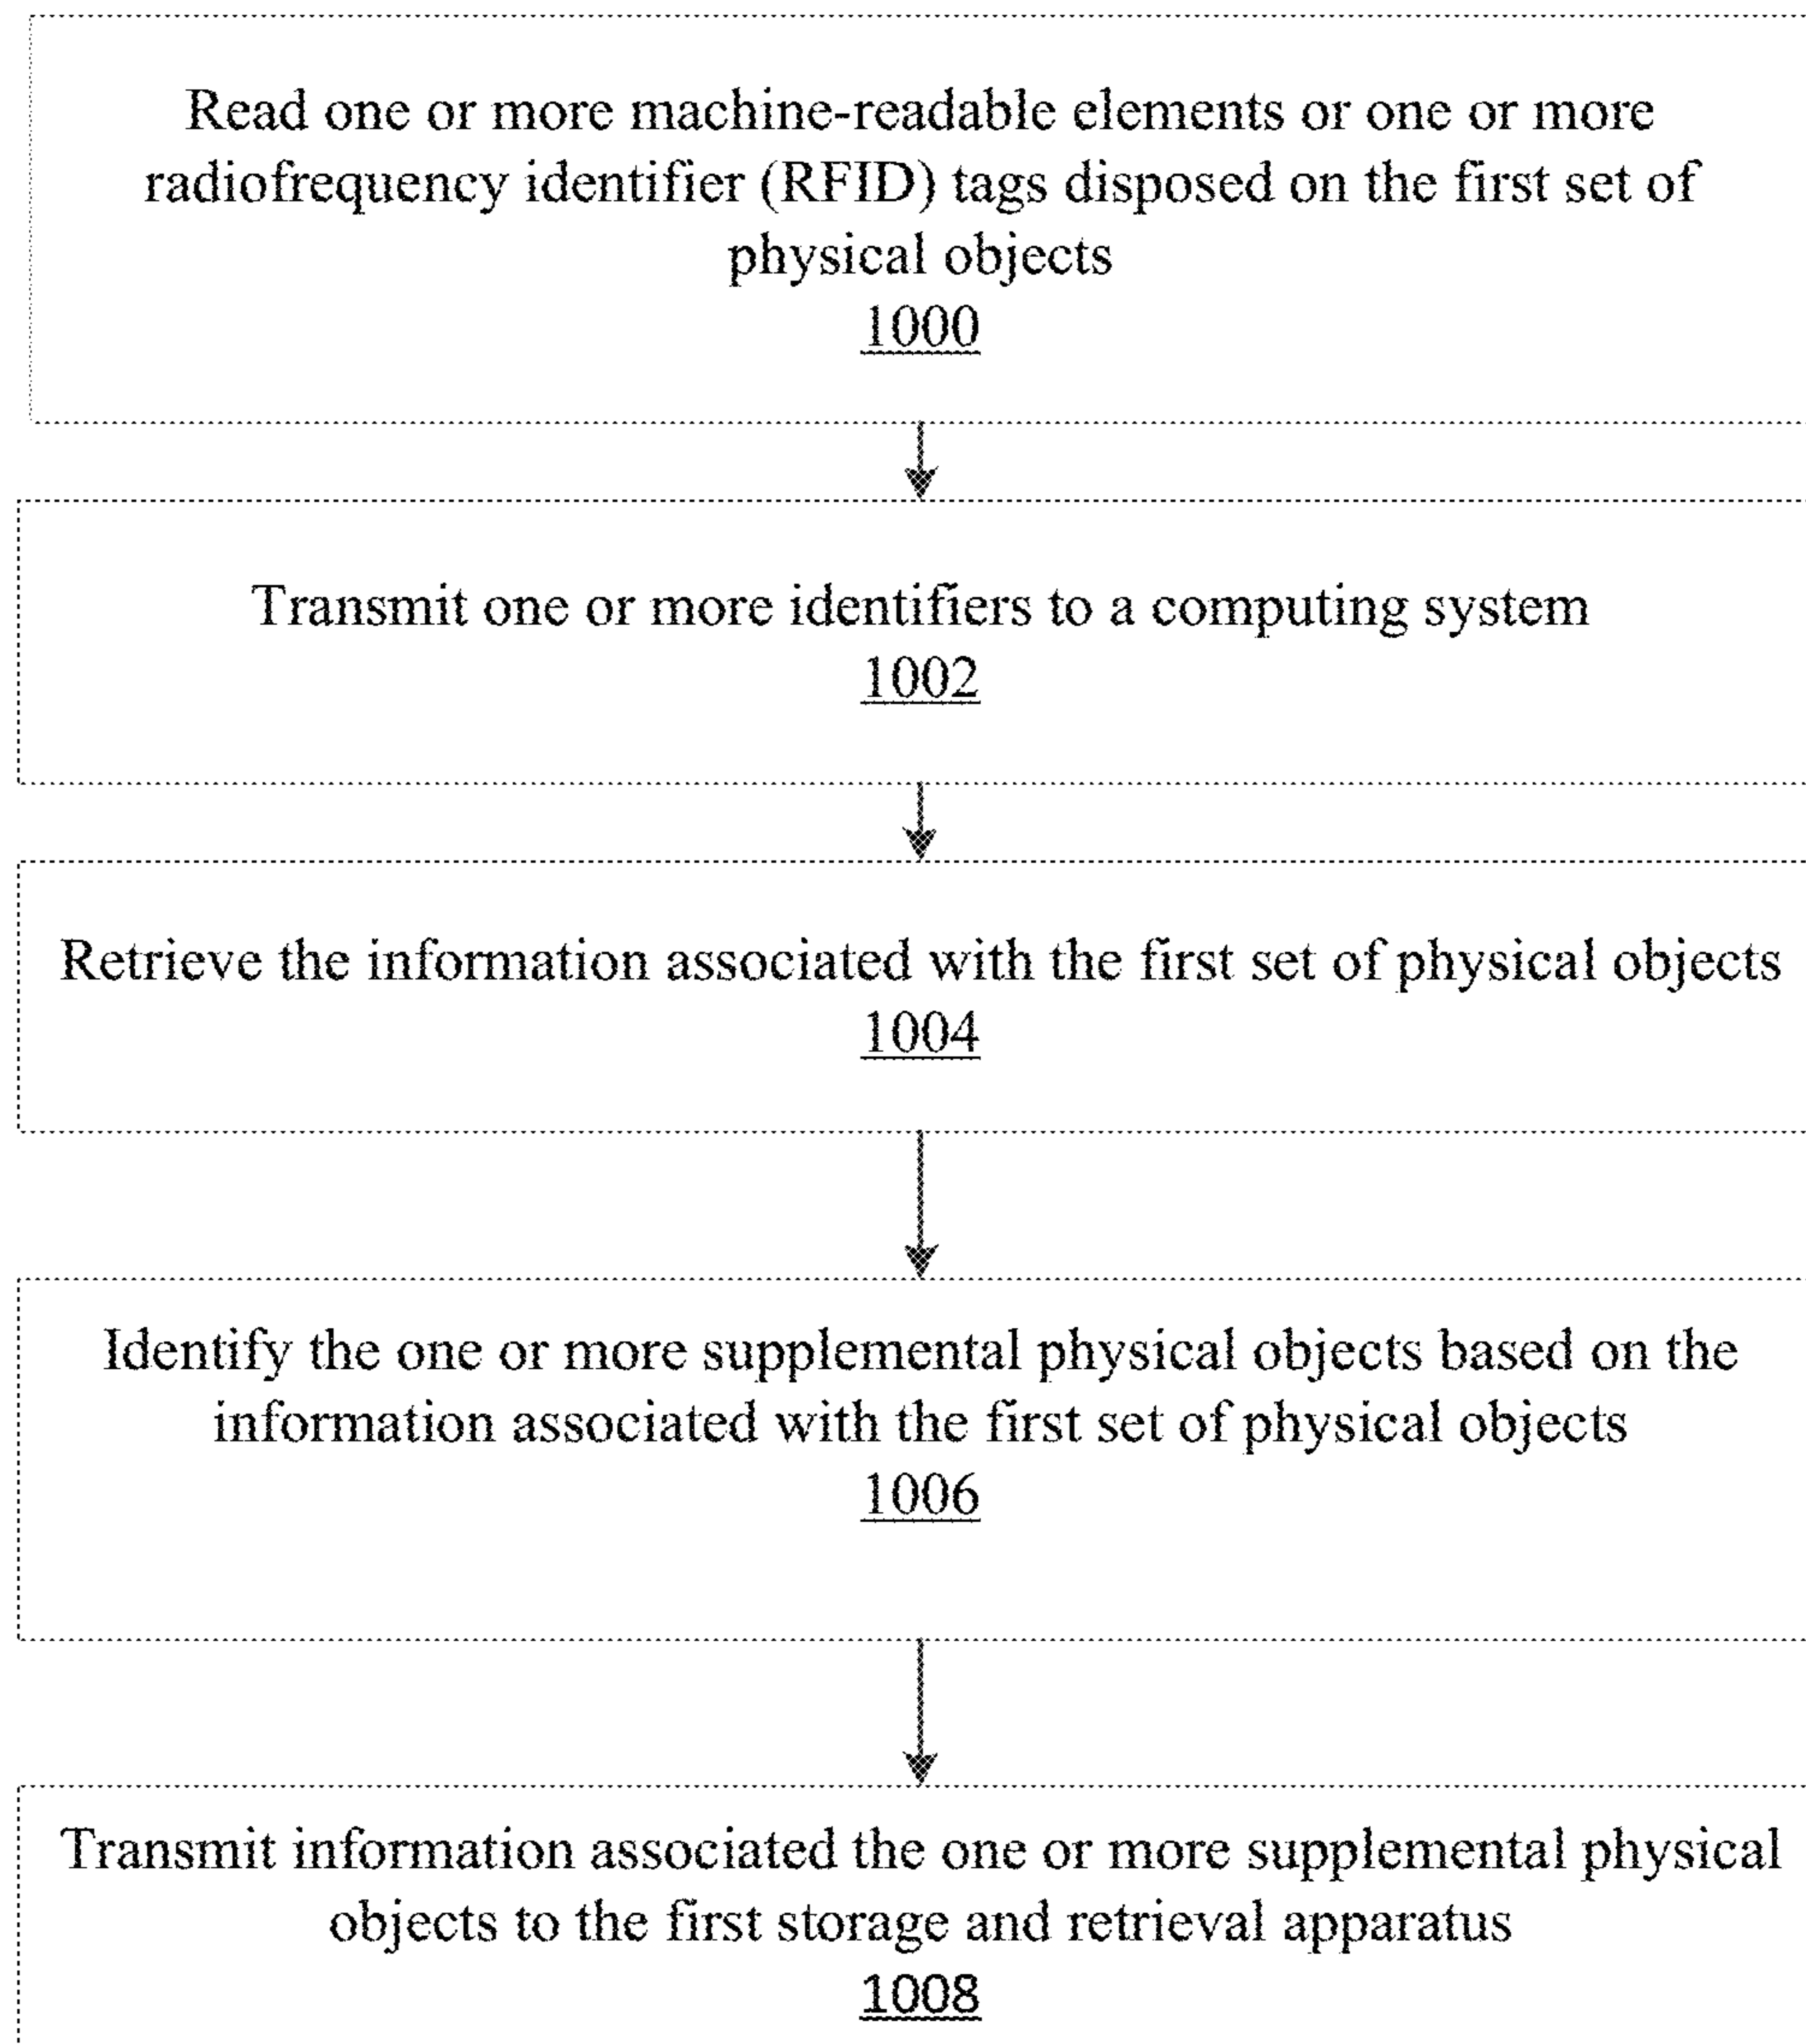 Read one or more machine-readable elements or one or more
radiofrequency identifier (RFID) tags disposed on the first set of
physical objects
1000
Transmit one or more identifiers to a computing system
1002
Retrieve the information associated with the first set of physical objects
1004
Identify the one or more supplemental physical objects based on the
information associated with the first set of physical objects
1006
Transmit information associated the one or more supplemental physical
objects to the first storage and retrieval apparatus
1008